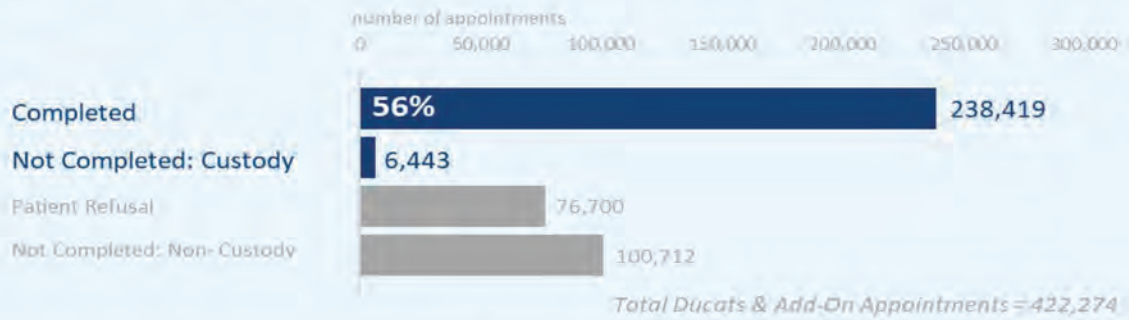 number of appointments
0 50,000 100,000 150,000 200,000 250,000 300,000
Completed 56% 238,419
Not Completed: Custody 6,443
Patient Refusal 76,700
Not Completed: Non- Custody 100,712
Total Ducats & Add-On Appointments = 422,274